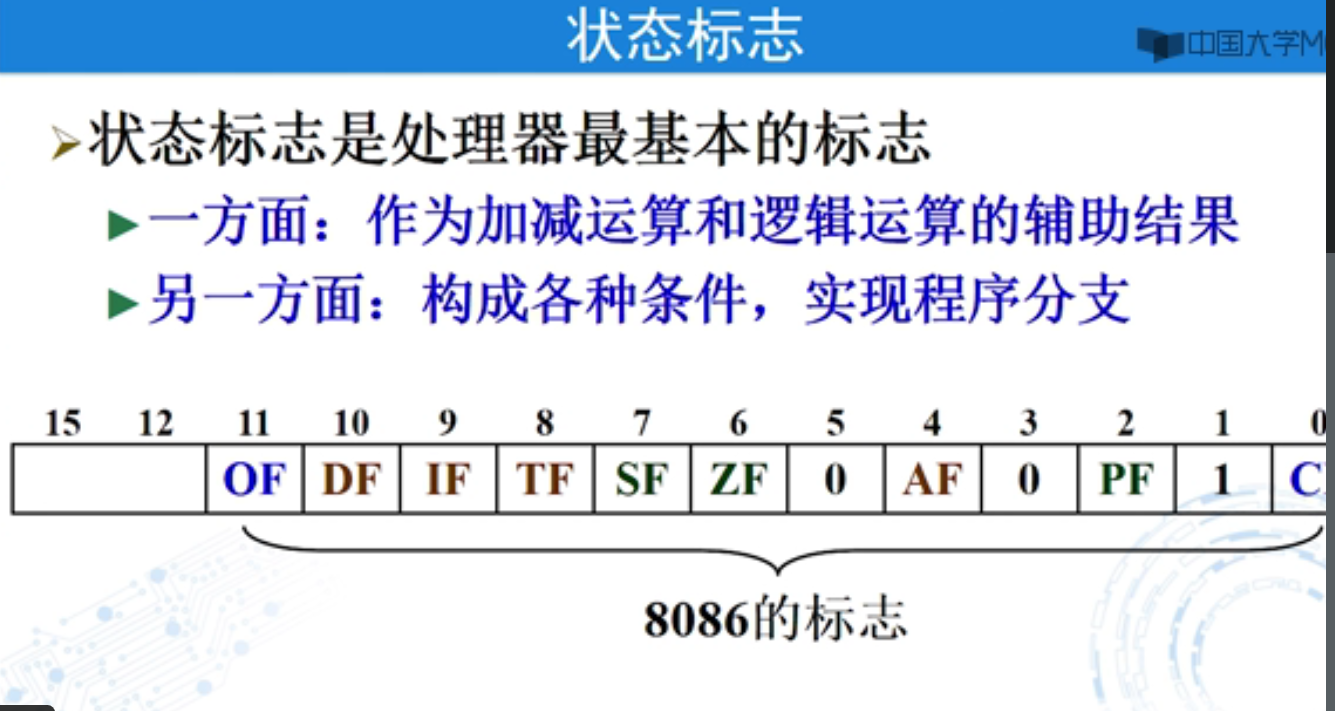 状态标志
中国大学M
状态标志是处理器最基本的标志
一方面：作为加减运算和逻辑运算的辅助结果
另一方面：构成各种条件，实现程序分支
15 12 11 10 9 8 7 6 5 4 3 2 1 0
OF DF IF TF SF ZF 0 AF 0 PF 1 C
8086的标志